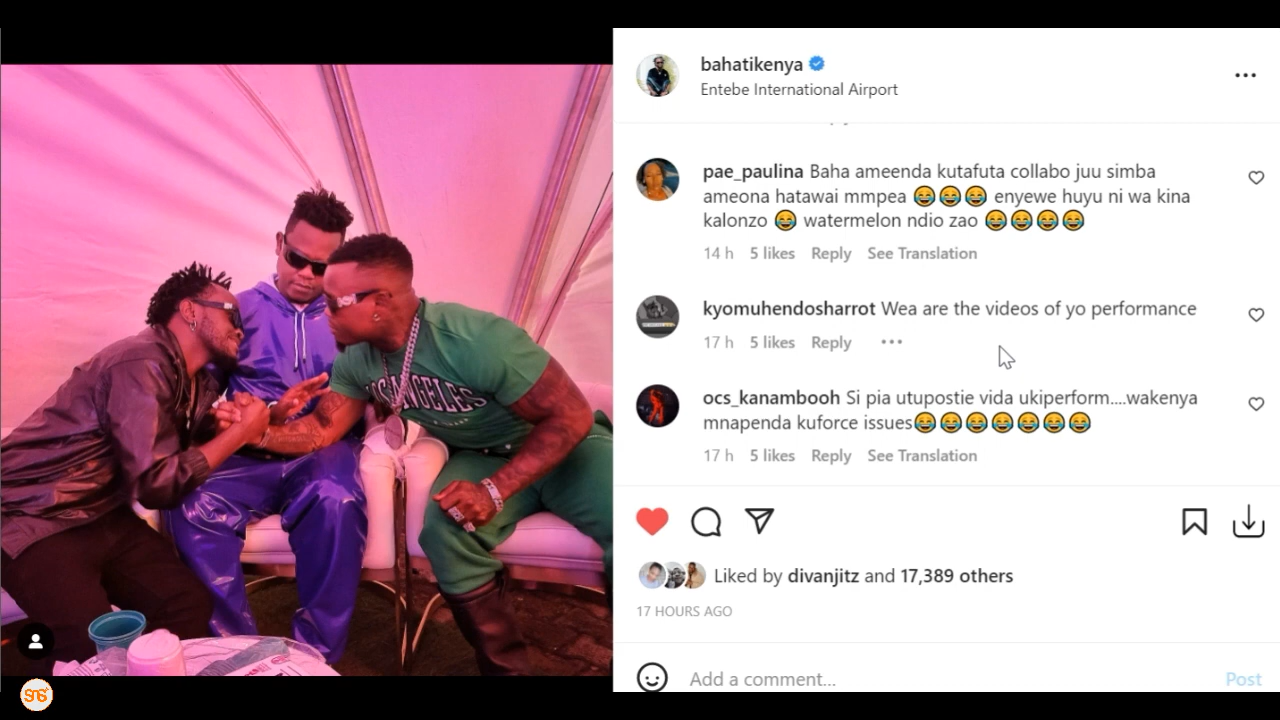 bahatikenya
Entebe International Airport
pae_paulina Baha ameenda kutafuta collabo juu simba
ameona hatawai mmpea 😂😂😂 enyewe huyu ni wa kina
kalonzo 😂 watermelon ndio zao 😂😂😂😂
14 h 5 likes Reply See Translation
kyomuhendosharrot Wea are the videos of yo performance
17 h 5 likes Reply
ocs_kanambooh Si pia utupostie vida ukiperform....wakenya
mnapenda kuforce issues😂😂😂😂😂😂😂
17 h 5 likes Reply See Translation
Liked by divanjitz and 17,389 others
17 HOURS AGO
Add a comment... Post
LOS ANGELES